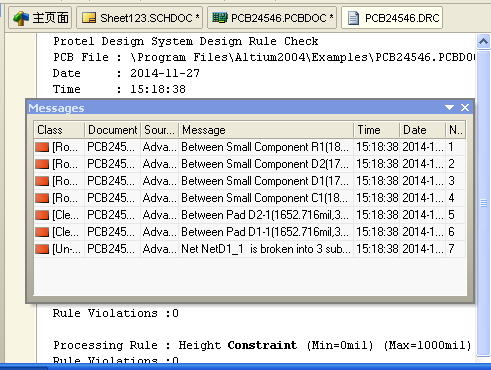 主页面 Sheet123.SCHDOC * PCB24546.PCBDOC * PCB24546.DRC
Protel Design System Design Rule Check
PCB File : \Program Files\Altium2004\Examples\PCB24546.PCBDO
Date : 2014-11-27
Time : 15:18:38
Messages
Class Document Sour... Message Time Date N..
[Ro... PCB245... Adva... Between Small Component R1(18... 15:18:38 2014-1... 1
[Ro... PCB245... Adva... Between Small Component D2(17... 15:18:38 2014-1... 2
[Ro... PCB245... Adva... Between Small Component D1(17... 15:18:38 2014-1... 3
[Ro... PCB245... Adva... Between Small Component C1(18... 15:18:38 2014-1... 4
[Cle... PCB245... Adva... Between Pad D2-1(1652.716mil,3... 15:18:38 2014-1... 5
[Cle... PCB245... Adva... Between Pad D1-1(1652.716mil,3... 15:18:38 2014-1... 6
[Un-... PCB245... Adva... Net NetD1_1 is broken into 3 sub... 15:18:38 2014-1... 7
Rule Violations :0
Processing Rule : Height Constraint (Min=0mil) (Max=1000mil)
Rule Violations :0